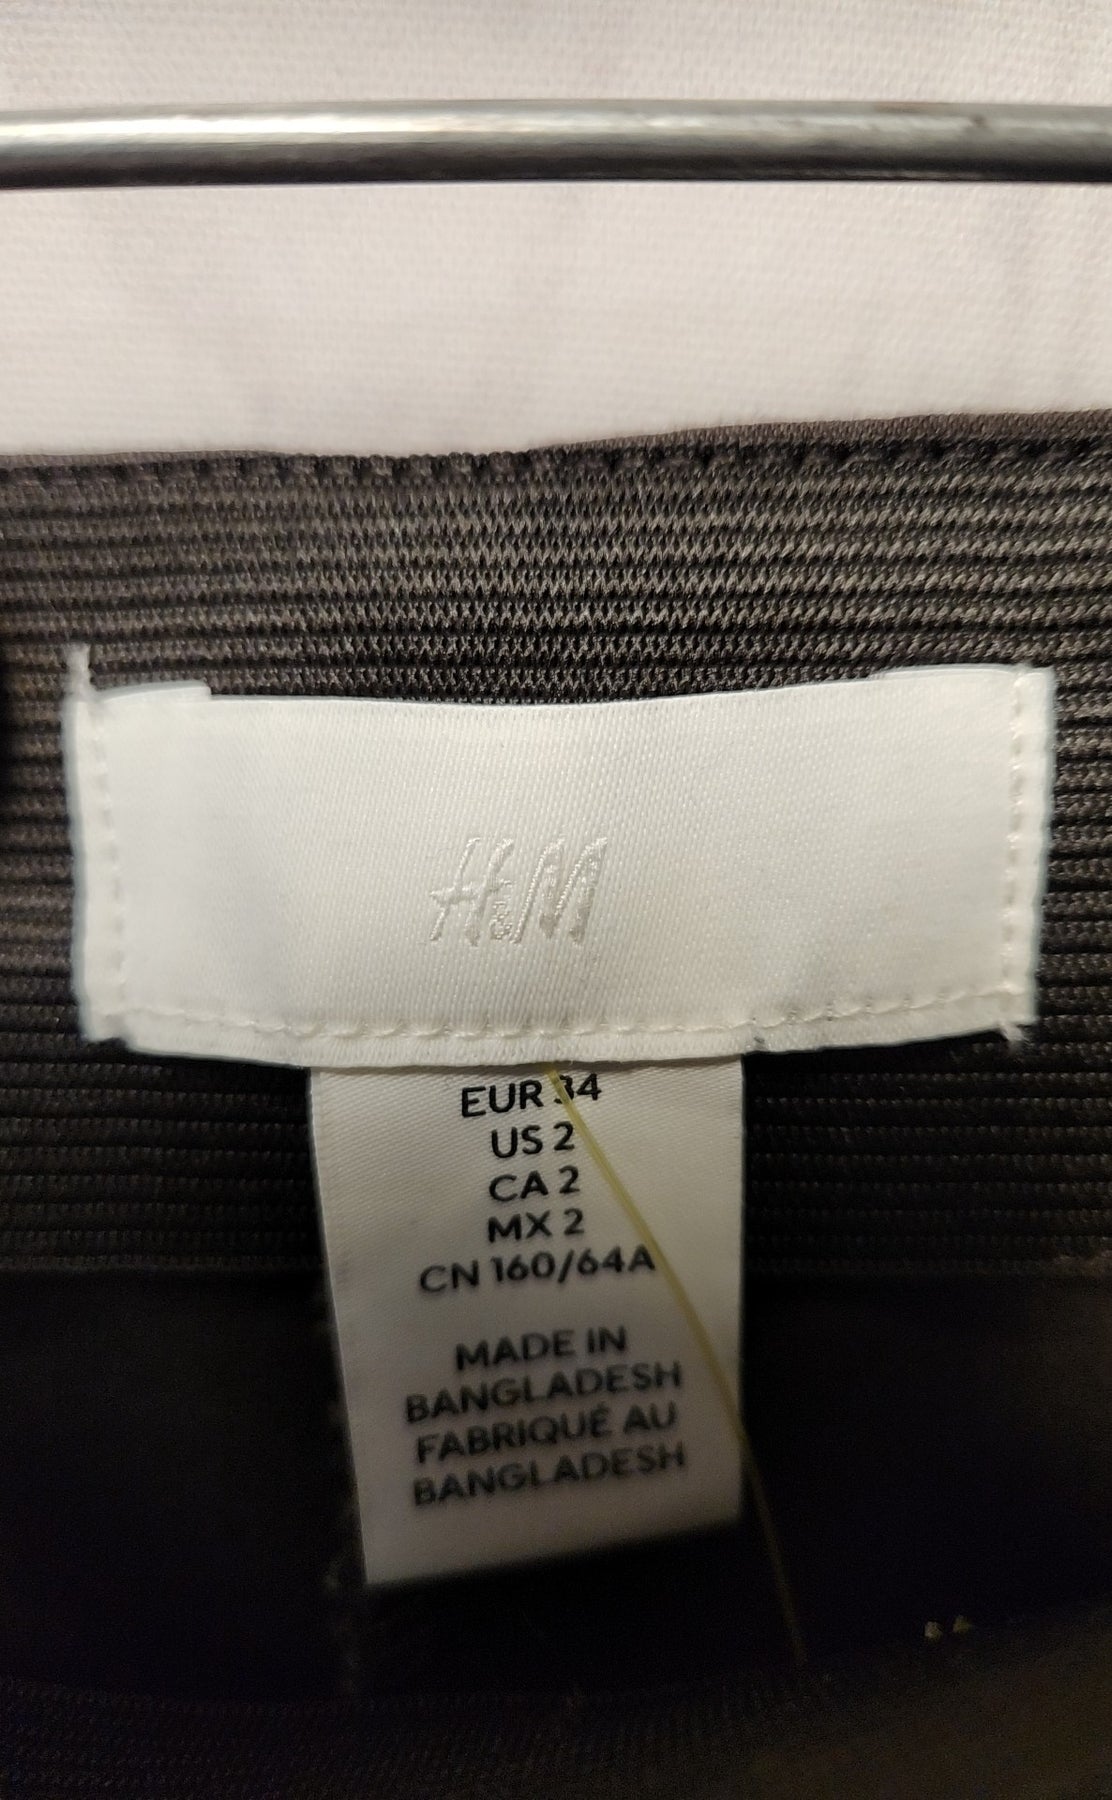 H&M
EUR 34
US 2
CA 2
MX 2
CN 160/64A
MADE IN
BANGLADESH
FABRIQUÉ AU
BANGLADESH